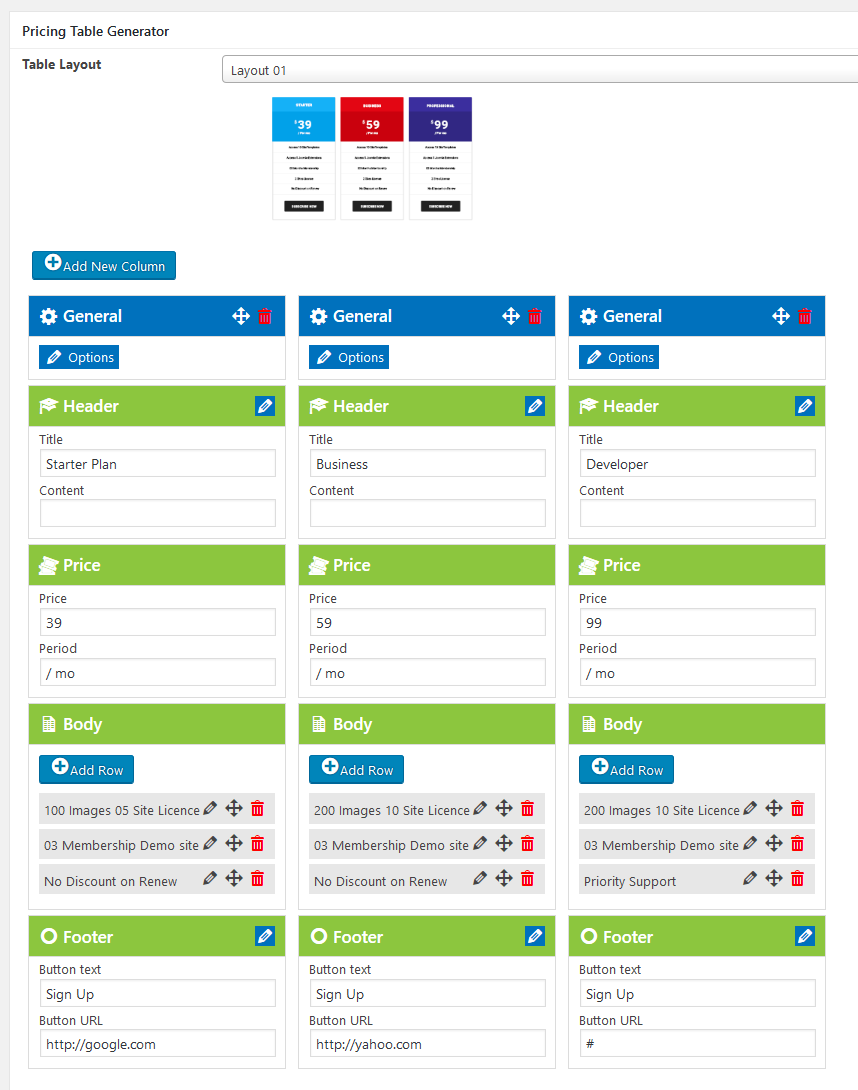 Pricing Table Generator
Table Layout
Layout 01
STARTER BUSINESS PROFESSIONAL
$39 $59 $99
SUBSCRIBE NOW SUBSCRIBE NOW SUBSCRIBE NOW
Add New Column
General General General
Options Options Options
Header Header Header
Title Title Title
Starter Plan Business Developer
Content Content Content
Price Price Price
Price Price Price
39 59 99
Period Period Period
/ mo / mo / mo
Body Body Body
Add Row Add Row Add Row
100 Images 05 Site Licence 200 Images 10 Site Licence 200 Images 10 Site Licence
03 Membership Demo site 03 Membership Demo site 03 Membership Demo site
No Discount on Renew No Discount on Renew Priority Support
Footer Footer Footer
Button text Button text Button text
Sign Up Sign Up Sign Up
Button URL Button URL Button URL
http://google.com http://yahoo.com #